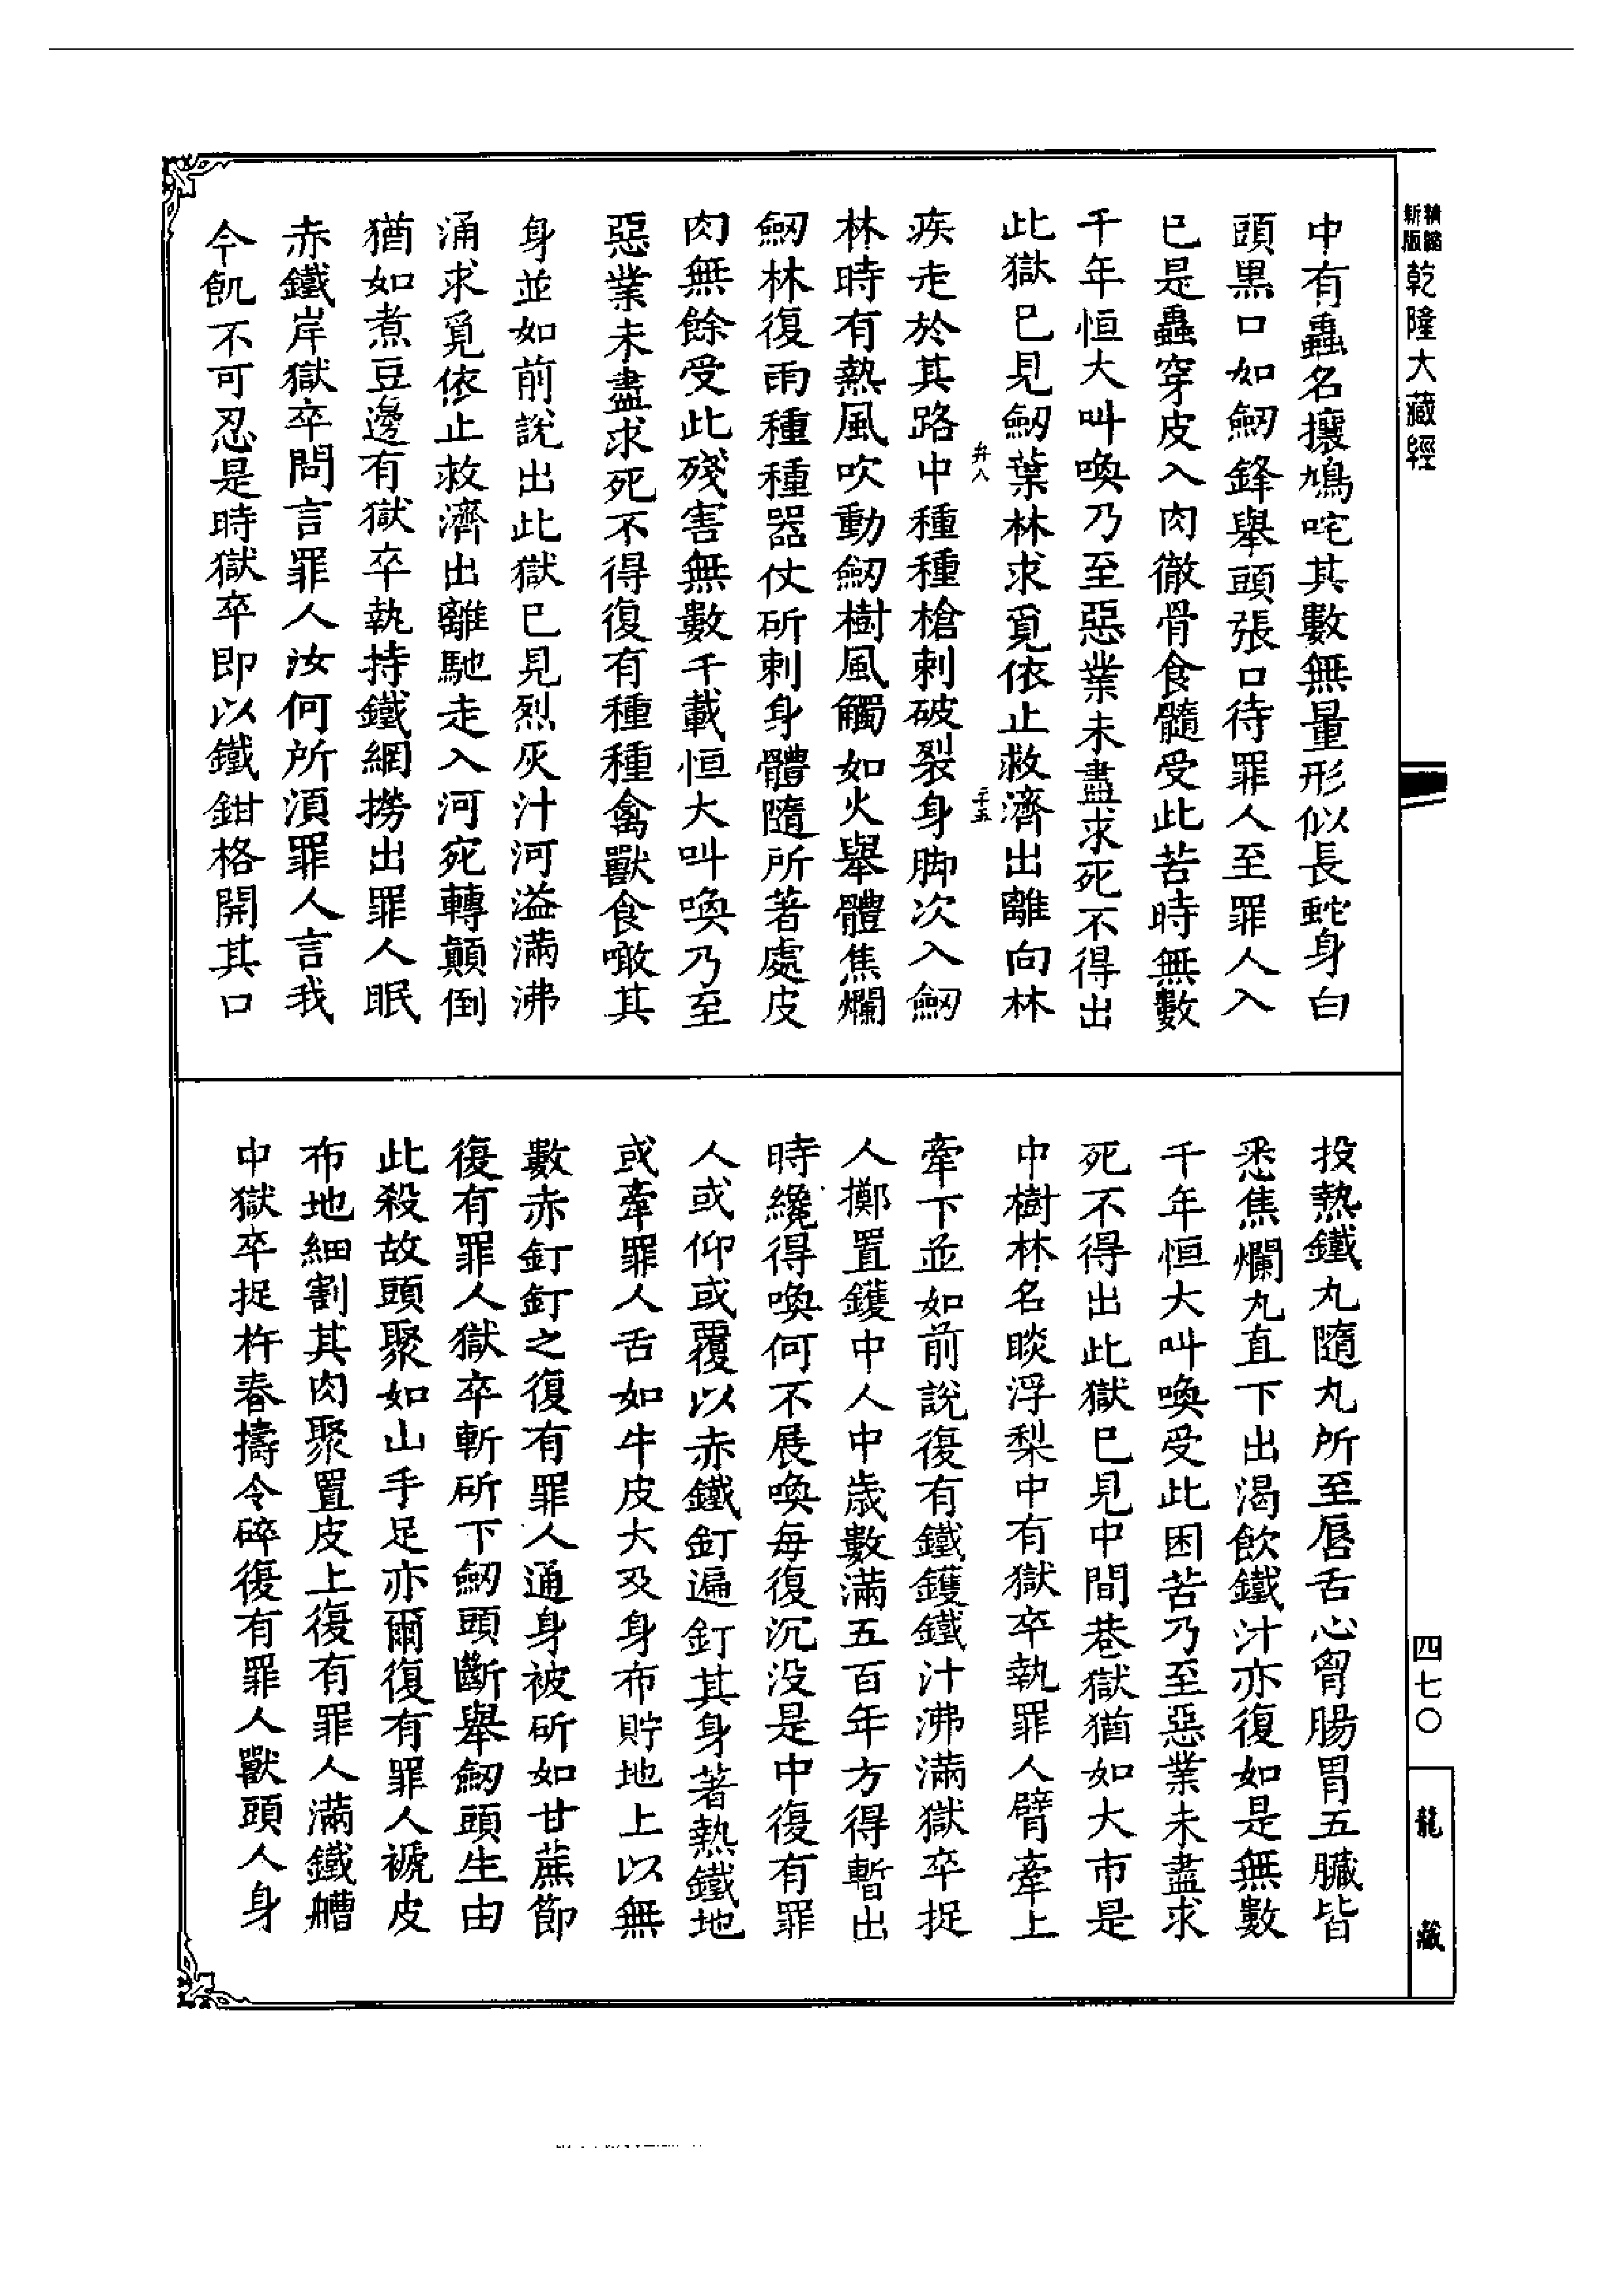 新版精縮乾隆大藏經
中有蟲名攘鳩咤其數無量形似長蛇身白
頭黑口如劒鋒舉頭張口待罪人至罪人入
已是蟲穿皮入肉徹骨食髓受此苦時無數
千年恒大叫喚乃至惡業未盡求死不得出
此獄已見劒葉林求覓依止救濟出離向林
弁八
二十五
疾走於其路中種種槍刺破裂身脚次入劒
林時有熱風吹動劒樹風觸如火舉體焦爛
劒林復雨種種器仗斫刺身體隨所著處皮
肉無餘受此殘害無數千載恒大叫喚乃至
惡業未盡求死不得復有種種禽獸食噉其
身並如前說出此獄已見烈灰汁河溢滿沸
涌求覓依止救濟出離馳走入河宛轉顛倒
猶如煮豆邊有獄卒執持鐵網撈出罪人眠
赤鐵岸獄卒問言罪人汝何所湏罪人言我
今飢不可忍是時獄卒即以鐵鉗格開其口
投熱鐵丸隨丸所至唇舌心胷腸胃五臟皆
悉焦爛丸直下出渴飲鐵汁亦復如是無數
千年恒大叫喚受此困苦乃至惡業未盡求
死不得出此獄已見中間巷獄猶如大市是
中樹林名睒浮梨中有獄卒執罪人臂牽上
牽下並如前說復有鐵鑊鐵汁沸滿獄卒捉
人擲置鑊中人中歲數滿五百年方得暫出
時纔得喚何不展喚每復沉没是中復有罪
人或仰或覆以赤鐵釘遍釘其身著熱鐵地
或牽罪人舌如牛皮大及身布貯地上以無
數赤釘釘之復有罪人通身被斫如甘蔗節
復有罪人獄卒斬斫下劒頭斷舉劒頭生由
此殺故頭聚如山手足亦爾復有罪人褫皮
布地細割其肉聚置皮上復有罪人滿鐵艚
中獄卒捉杵舂擣令碎復有罪人獸頭人身
四七〇
龍藏